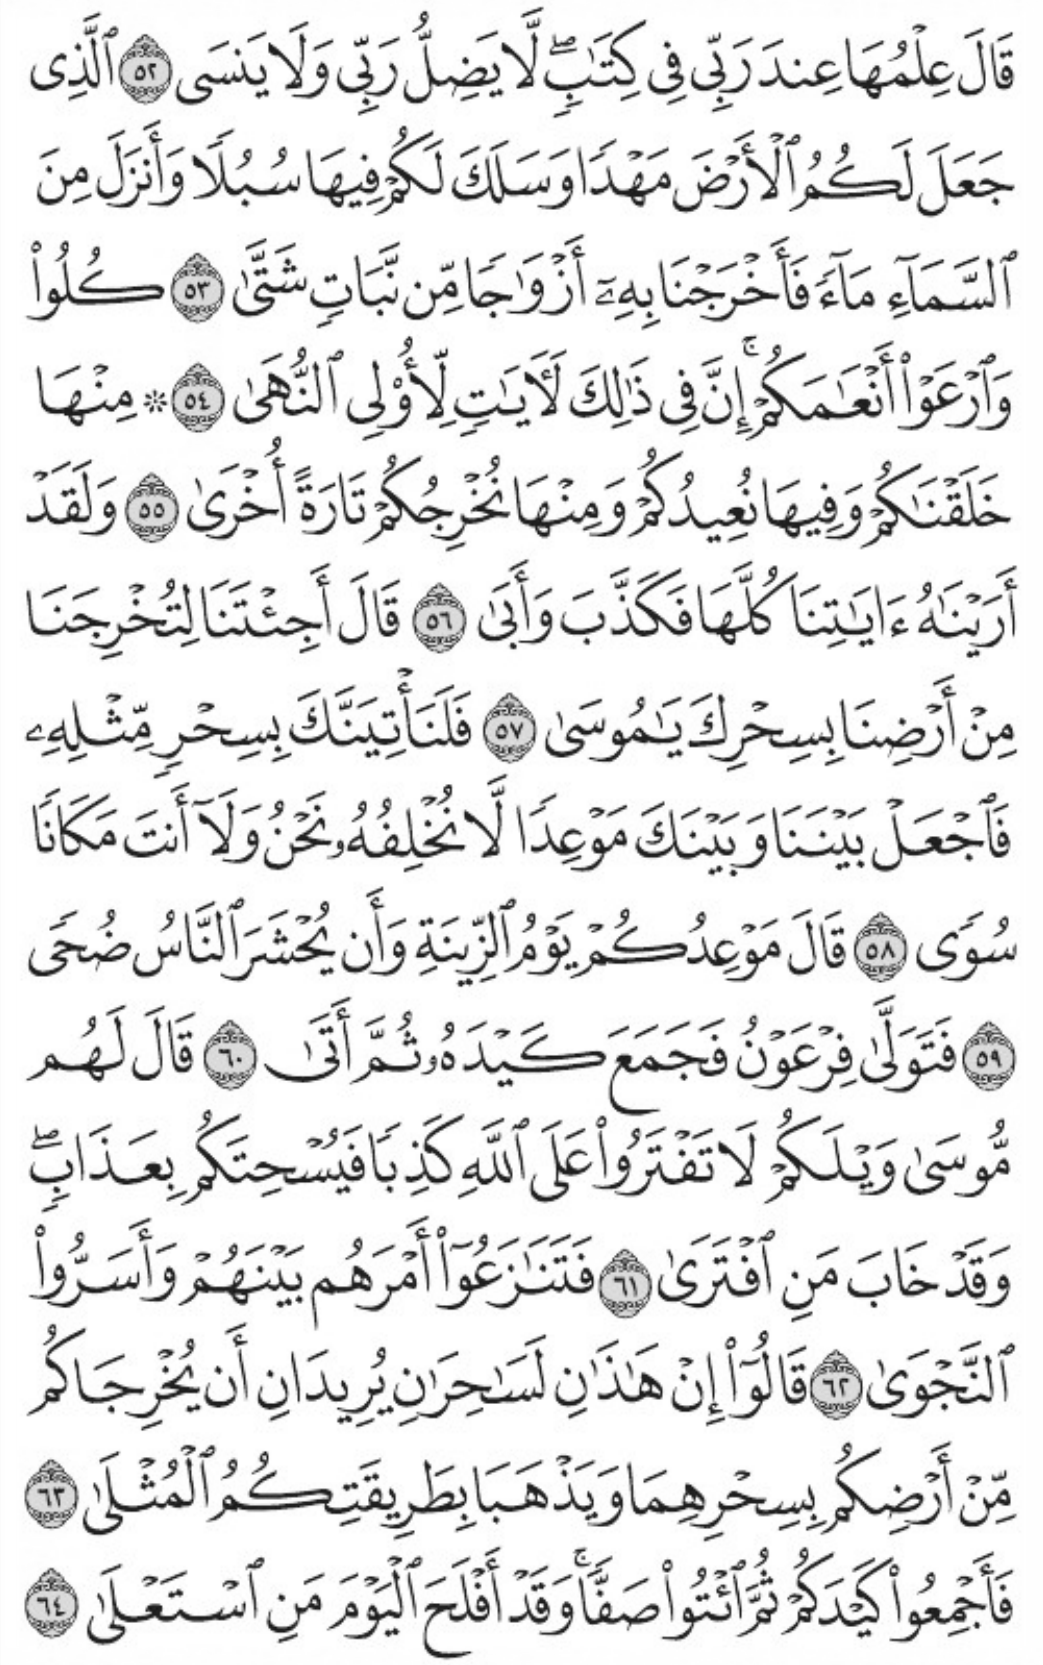 قَالَ عِلْمُهَا عِندَ رَبِّي فِي كِتَٰبٖۖ لَّا يَضِلُّ رَبِّي وَلَا يَنسَى ٥٢ ٱلَّذِي
جَعَلَ لَكُمُ ٱلۡأَرۡضَ مَهۡدٗا وَسَلَكَ لَكُمۡ فِيهَا سُبُلٗا وَأَنزَلَ مِنَ
ٱلسَّمَآءِ مَآءٗ فَأَخۡرَجۡنَا بِهِۦٓ أَزۡوَٰجٗا مِّن نَّبَاتٖ شَتَّىٰ ٥٣ كُلُواْ
وَٱرۡعَوۡاْ أَنۡعَٰمَكُمۡۚ إِنَّ فِي ذَٰلِكَ لَأٓيَٰتٖ لِّأُوْلِي ٱلنُّهَىٰ ٥٤ ۞ مِنۡهَا
خَلَقۡنَٰكُمۡ وَفِيهَا نُعِيدُكُمۡ وَمِنۡهَا نُخۡرِجُكُمۡ تَارَةً أُخۡرَىٰ ٥٥ وَلَقَدۡ
أَرَيۡنَٰهُ ءَايَٰتِنَا كُلَّهَا فَكَذَّبَ وَأَبَىٰ ٥٦ قَالَ أَجِئۡتَنَا لِتُخۡرِجَنَا
مِنۡ أَرۡضِنَا بِسِحۡرِكَ يَٰمُوسَىٰ ٥٧ فَلَنَأۡتِيَنَّكَ بِسِحۡرٖ مِّثۡلِهِۦ
فَٱجۡعَلۡ بَيۡنَنَا وَبَيۡنَكَ مَوۡعِدٗا لَّا نُخۡلِفُهُۥ نَحۡنُ وَلَآ أَنتَ مَكَانٗا
سُوٗى ٥٨ قَالَ مَوۡعِدُكُمۡ يَوۡمُ ٱلزِّينَةِ وَأَن يُحۡشَرَ ٱلنَّاسُ ضُحٗى
٥٩ فَتَوَلَّىٰ فِرۡعَوۡنُ فَجَمَعَ كَيۡدَهُۥ ثُمَّ أَتَىٰ ٦٠ قَالَ لَهُم
مُّوسَىٰ وَيۡلَكُمۡ لَا تَفۡتَرُواْ عَلَى ٱللَّهِ كَذِبٗا فَيُسۡحِتَكُم بِعَذَابٖۖ
وَقَدۡ خَابَ مَنِ ٱفۡتَرَىٰ ٦١ فَتَنَٰزَعُوٓاْ أَمۡرَهُم بَيۡنَهُمۡ وَأَسَرُّواْ
ٱلنَّجۡوَىٰ ٦٢ قَالُوٓاْ إِنۡ هَٰذَٰنِ لَسَٰحِرَٰنِ يُرِيدَانِ أَن يُخۡرِجَاكُم
مِّنۡ أَرۡضِكُم بِسِحۡرِهِمَا وَيَذۡهَبَا بِطَرِيقَتِكُمُ ٱلۡمُثۡلَىٰ ٦٣
فَأَجۡمِعُواْ كَيۡدَكُمۡ ثُمَّ ٱئۡتُواْ صَفّٗاۚ وَقَدۡ أَفۡلَحَ ٱلۡيَوۡمَ مَنِ ٱسۡتَعۡلَىٰ ٦٤